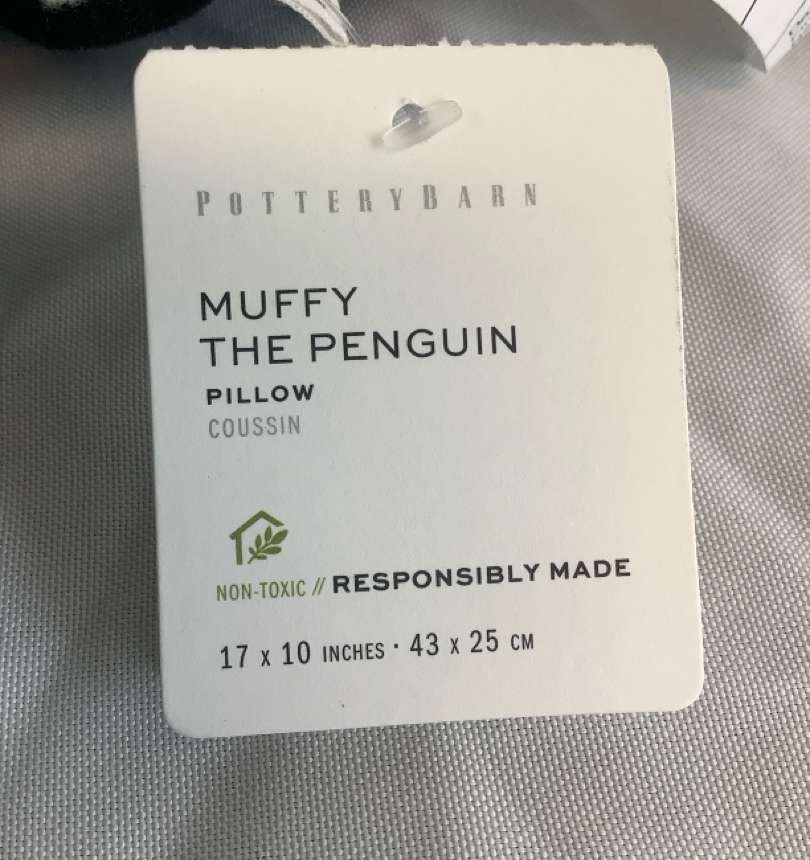 POTTERYBARN
MUFFY
THE PENGUIN
PILLOW
COUSSIN
NON-TOXIC // RESPONSIBLY MADE
17 x 10 INCHES · 43 x 25 CM